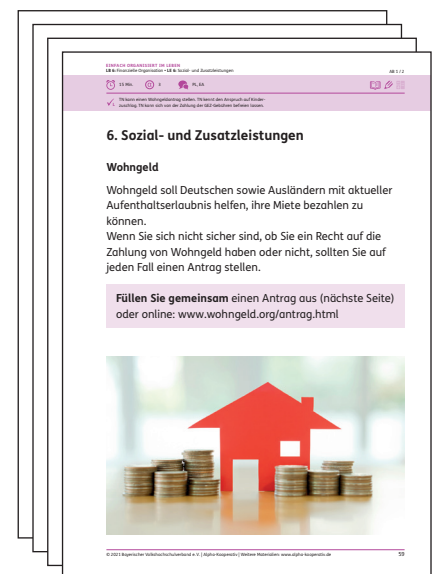 EINFACH ORGANISIERT IM LEBEN
LB 6: Finanzielle Organisation • LE 6: Sozial- und Zusatzleistungen
AB 1 / 2
15 Min.
3
PL, EA
TN kann einen Wohngeldantrag stellen. TN kennt den Anspruch auf Kinder-
zuschlag. TN kann sich von der Zahlung der GEZ-Gebühren befreien lassen.
6. Sozial- und Zusatzleistungen
Wohngeld
Wohngeld soll Deutschen sowie Ausländern mit aktueller
Aufenthaltserlaubnis helfen, ihre Miete bezahlen zu
können.
Wenn Sie sich nicht sicher sind, ob Sie ein Recht auf die
Zahlung von Wohngeld haben oder nicht, sollten Sie auf
jeden Fall einen Antrag stellen.
Füllen Sie gemeinsam einen Antrag aus (nächste Seite)
oder online: www.wohngeld.org/antrag.html
© 2021 Bayerischer Volkshochschulverband e. V. | Alpha-Kooperativ | Weitere Materialien: www.alpha-kooperativ.de
59